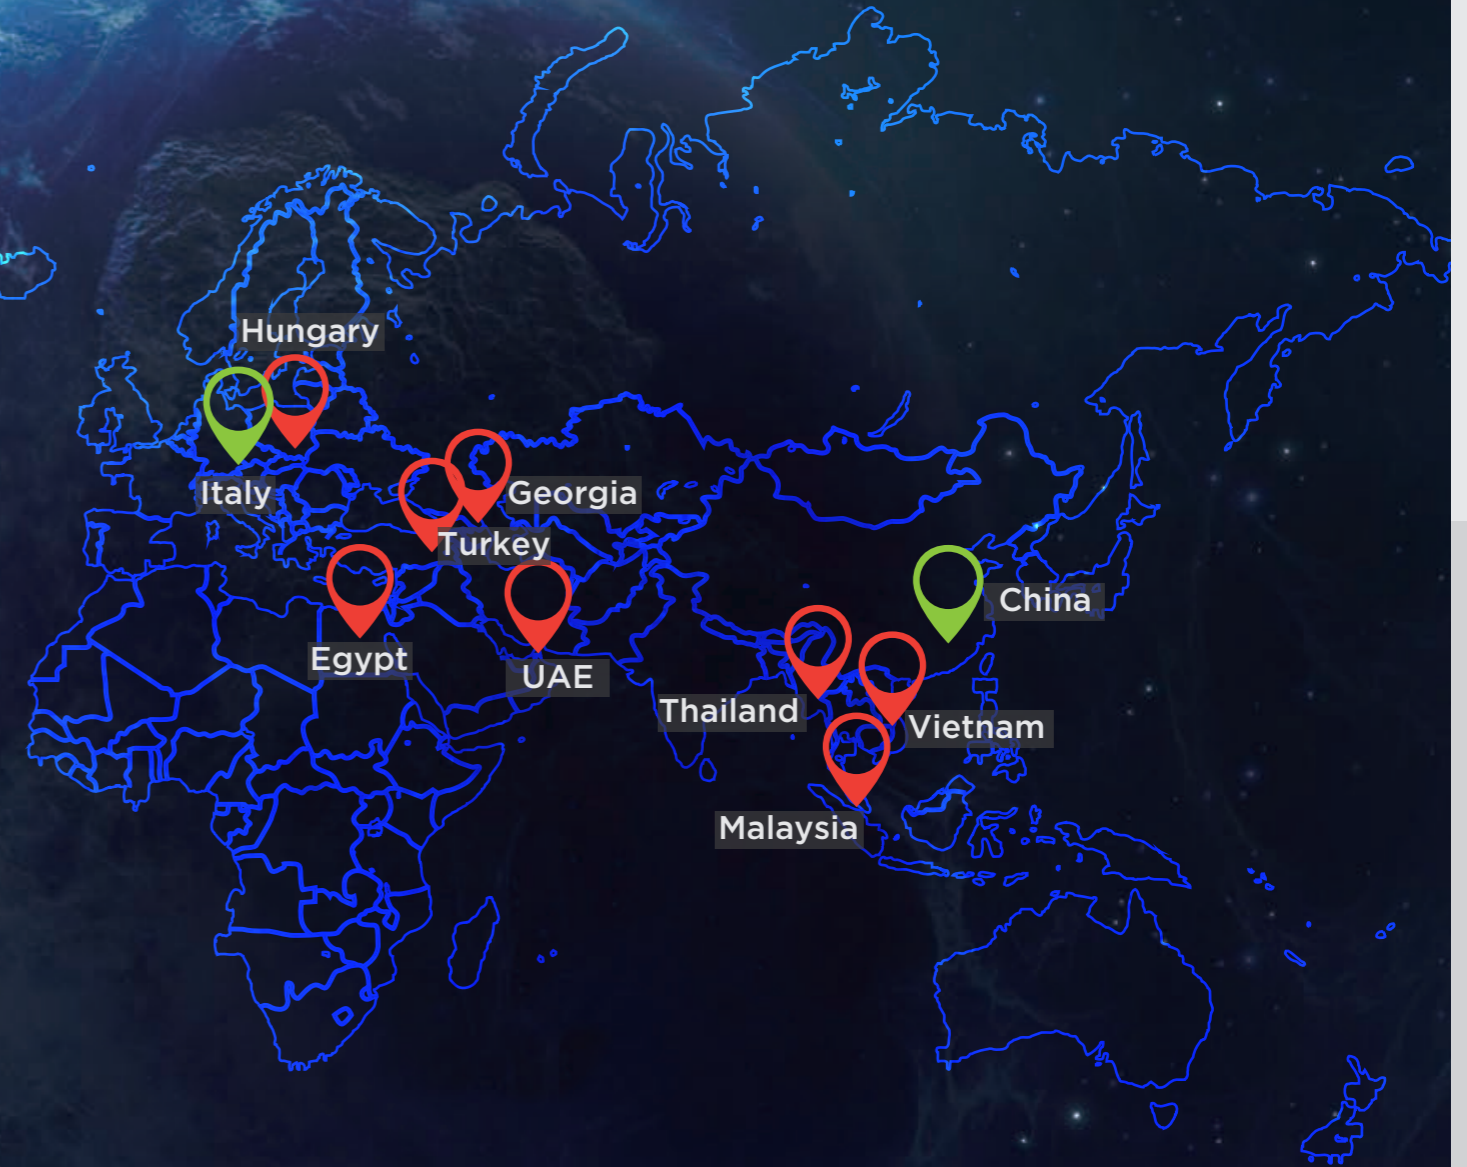 Hungary
Italy
Georgia
Turkey
China
Egypt
UAE
Thailand
Vietnam
Malaysia